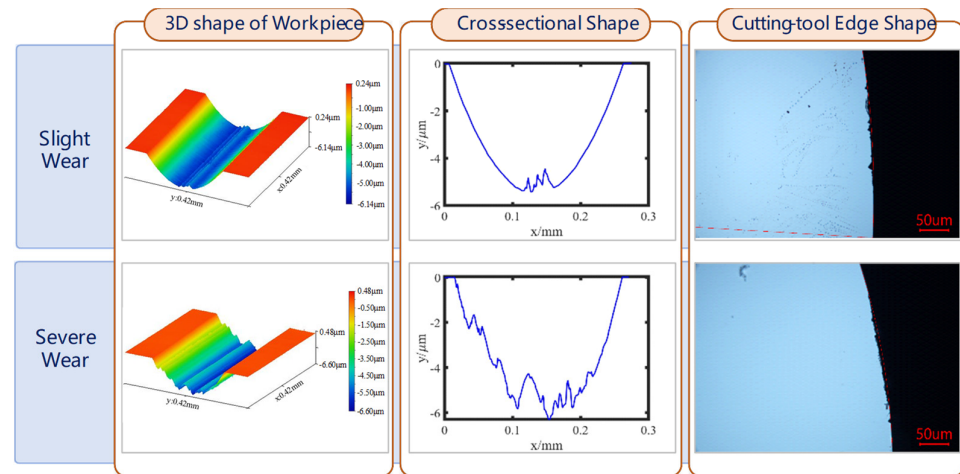 3D shape of Workpiece
Crosssectional Shape
Cutting-tool Edge Shape
Slight
Wear
0.24μm
-1.00μm
-2.00μm
-3.00μm
-4.00μm
-5.00μm
-6.14μm
0.24μm
-6.14μm
x:0.42mm
y:0.42mm
y/μm
0
-2
-4
-6
0
0.1
0.2
0.3
x/mm
50um
Severe
Wear
0.48μm
-0.50μm
-1.50μm
-2.50μm
-3.50μm
-4.50μm
-5.50μm
-6.60μm
0.48μm
-6.60μm
x:0.42mm
y:0.42mm
y/μm
0
-2
-4
-6
0
0.1
0.2
0.3
x/mm
50um